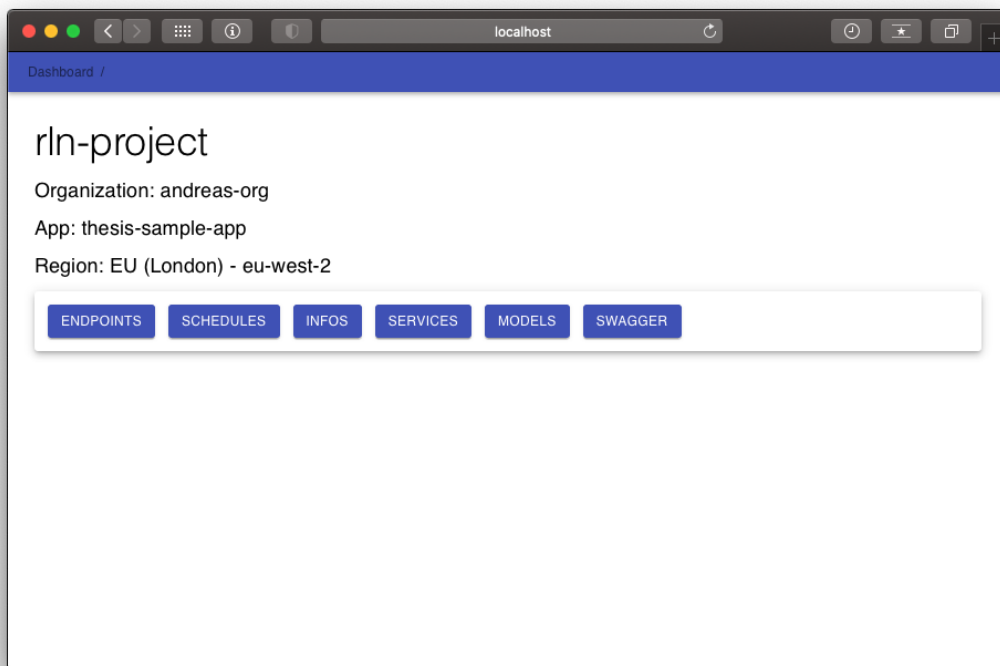 localhost
Dashboard /
rln-project
Organization: andreas-org
App: thesis-sample-app
Region: EU (London) - eu-west-2
ENDPOINTS SCHEDULES INFOS SERVICES MODELS SWAGGER